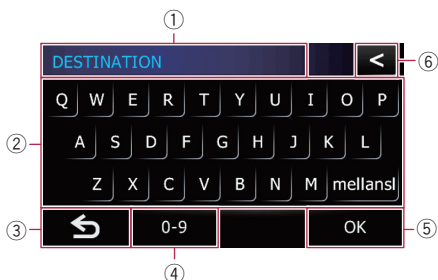 ①
DESTINATION < ⑥
Q W E R T Y U I O P
② A S D F G H J K L
Z X C V B N M mellansl
③ 0-9 OK ⑤
④